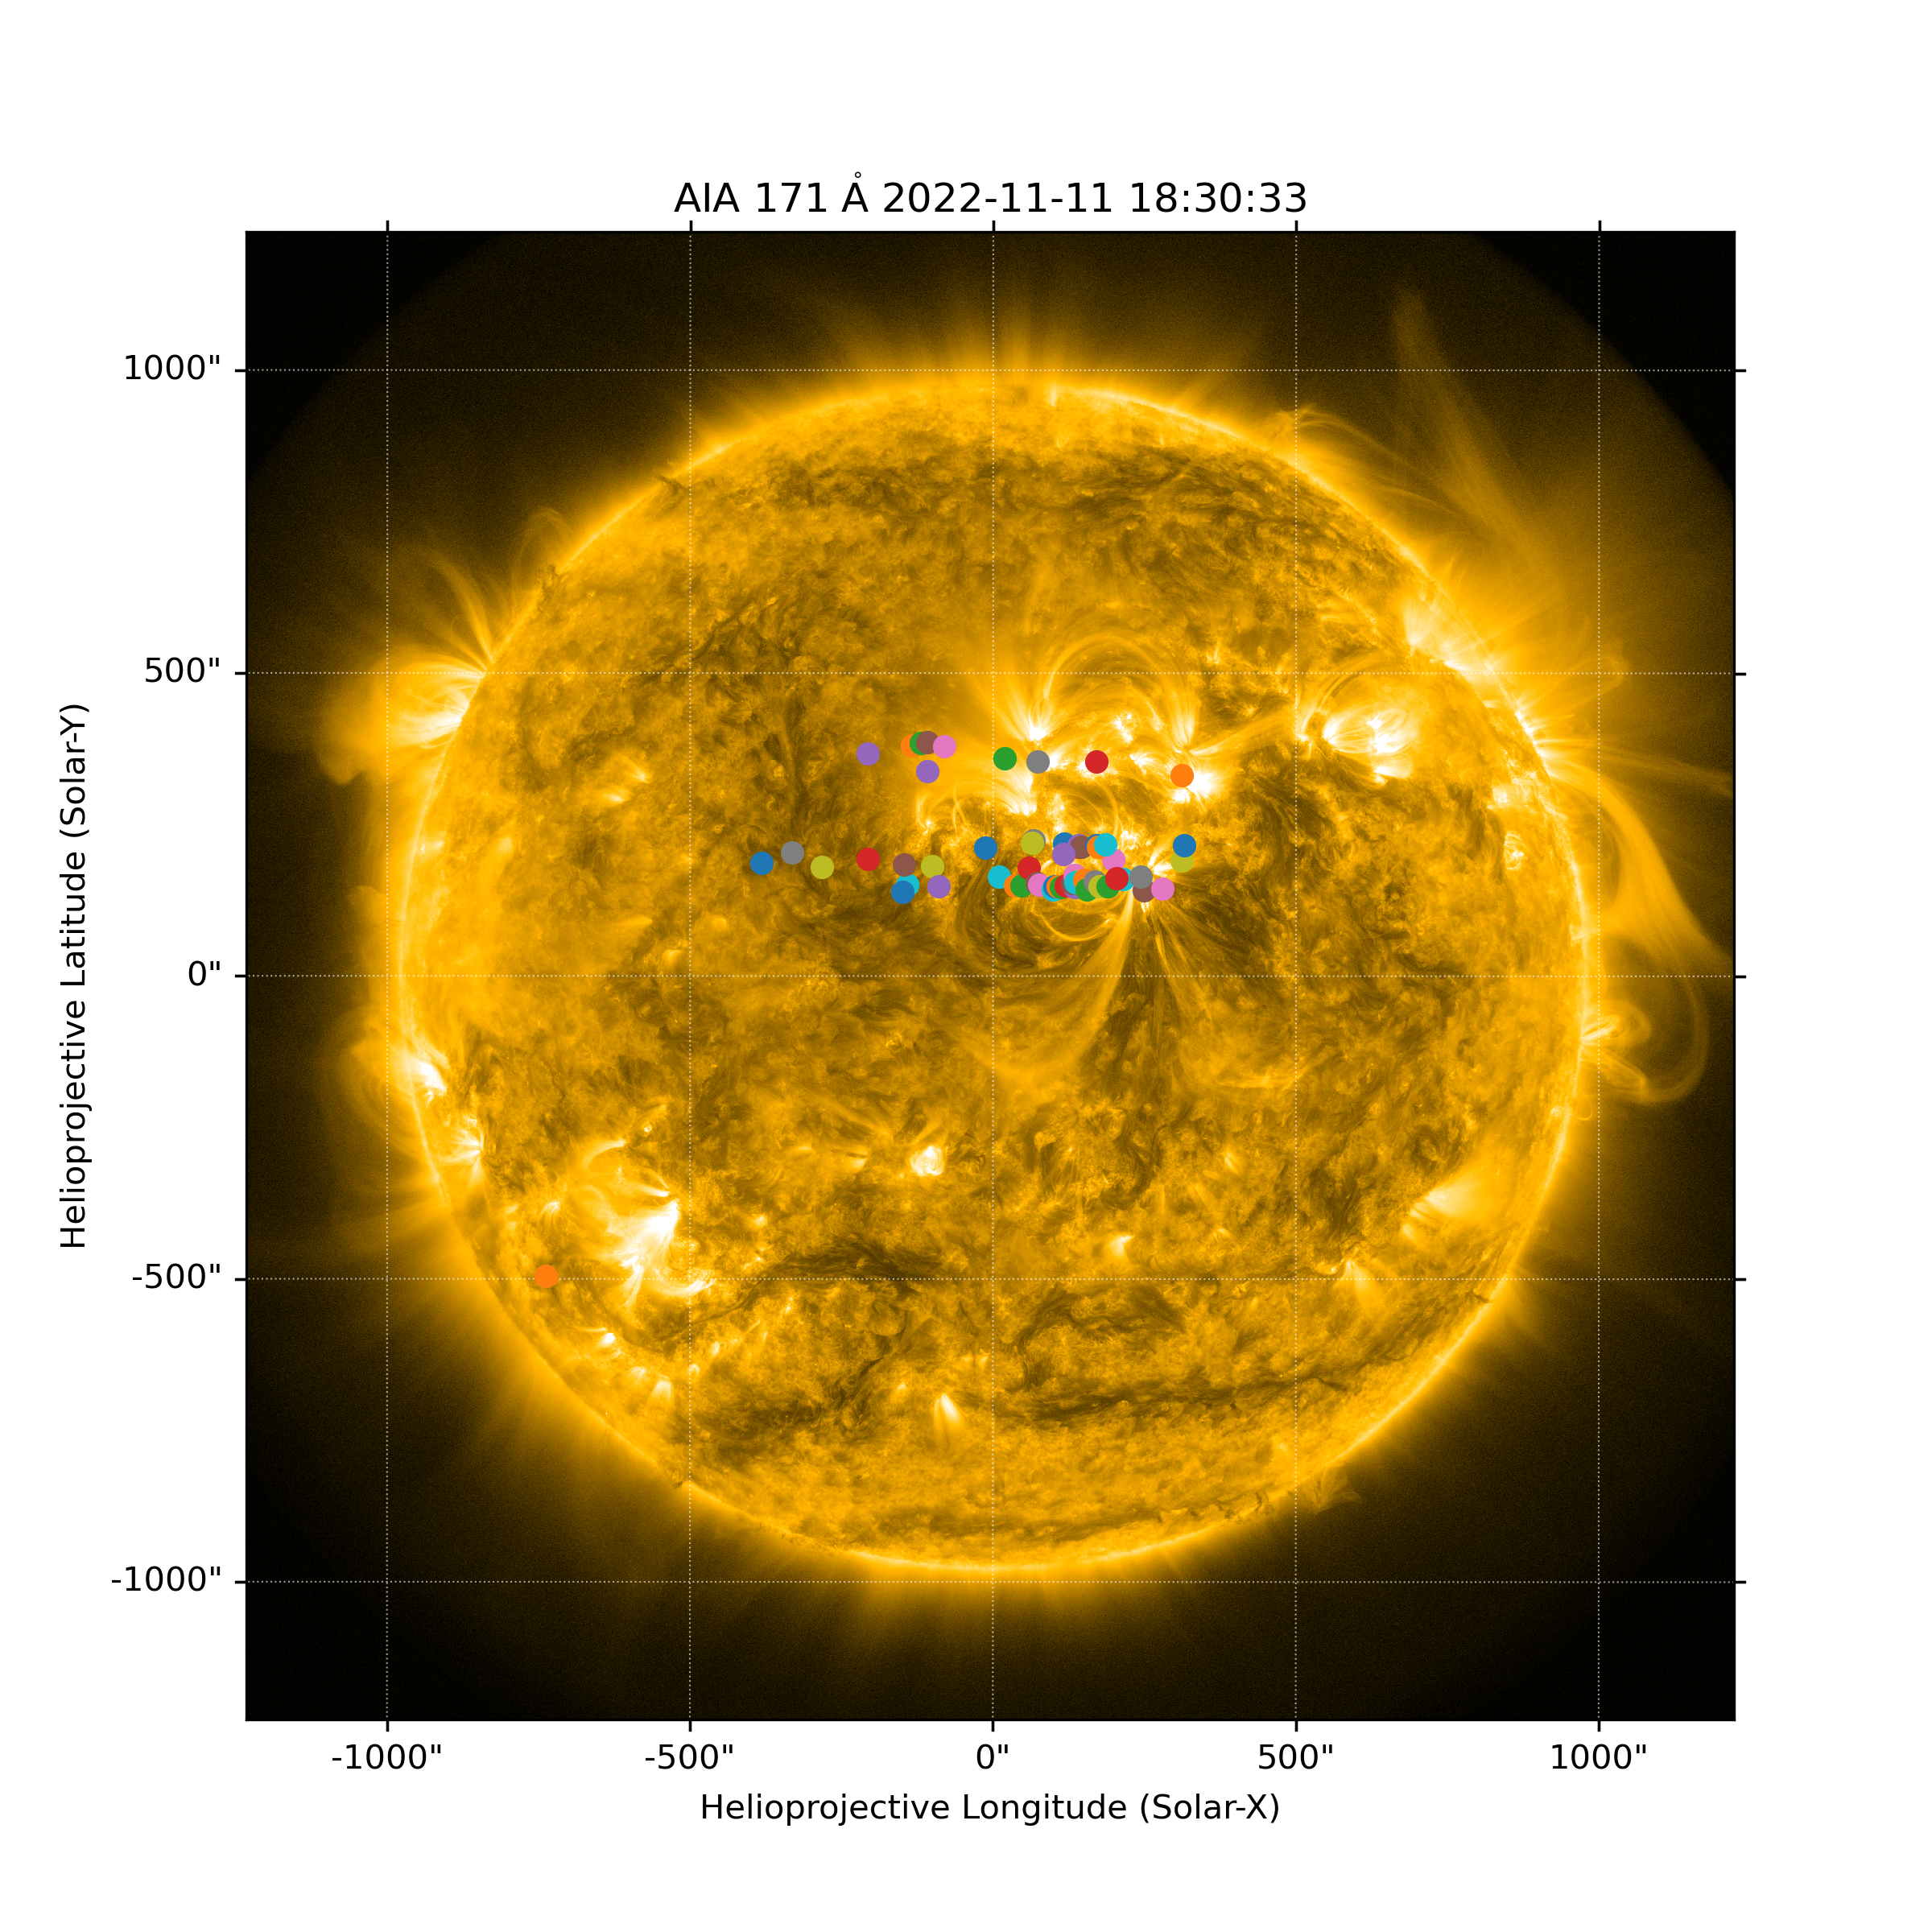 AIA 171 Å 2022-11-11 18:30:33
1000"
500"
0"
-500"
-1000"
Helioprojective Latitude (Solar-Y)
-1000" -500" 0" 500" 1000"
Helioprojective Longitude (Solar-X)